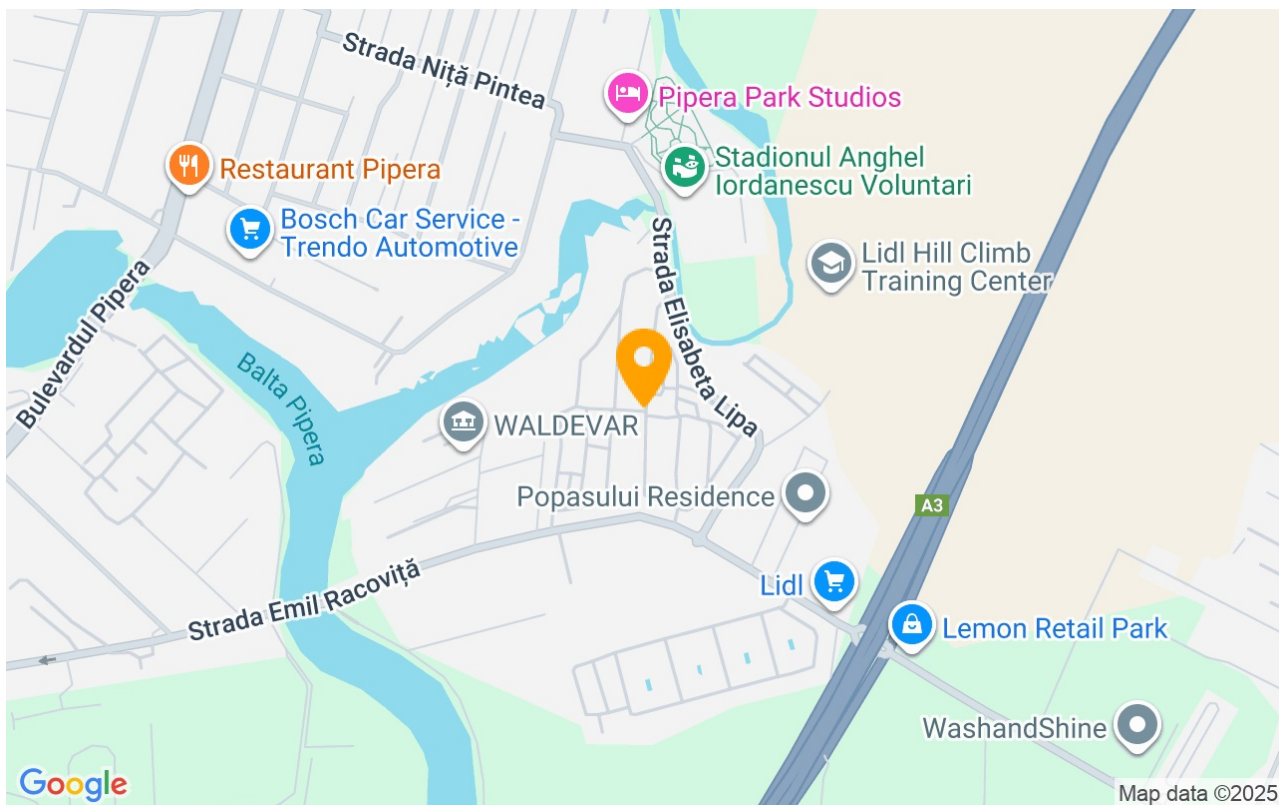 Strada Niță Pintea
Pipera Park Studios
Restaurant Pipera
Stadionul Anghel
Iordanescu Voluntari
Bosch Car Service -
Trendo Automotive
Strada Elisabeta Lipa
Lidl Hill Climb
Training Center
Bulevardul Pipera
Balta Pipera
WALDEVAR
Popasului Residence
A3
Strada Emil Racoviță
Lidl
Lemon Retail Park
WashandShine
Google
Map data ©2025